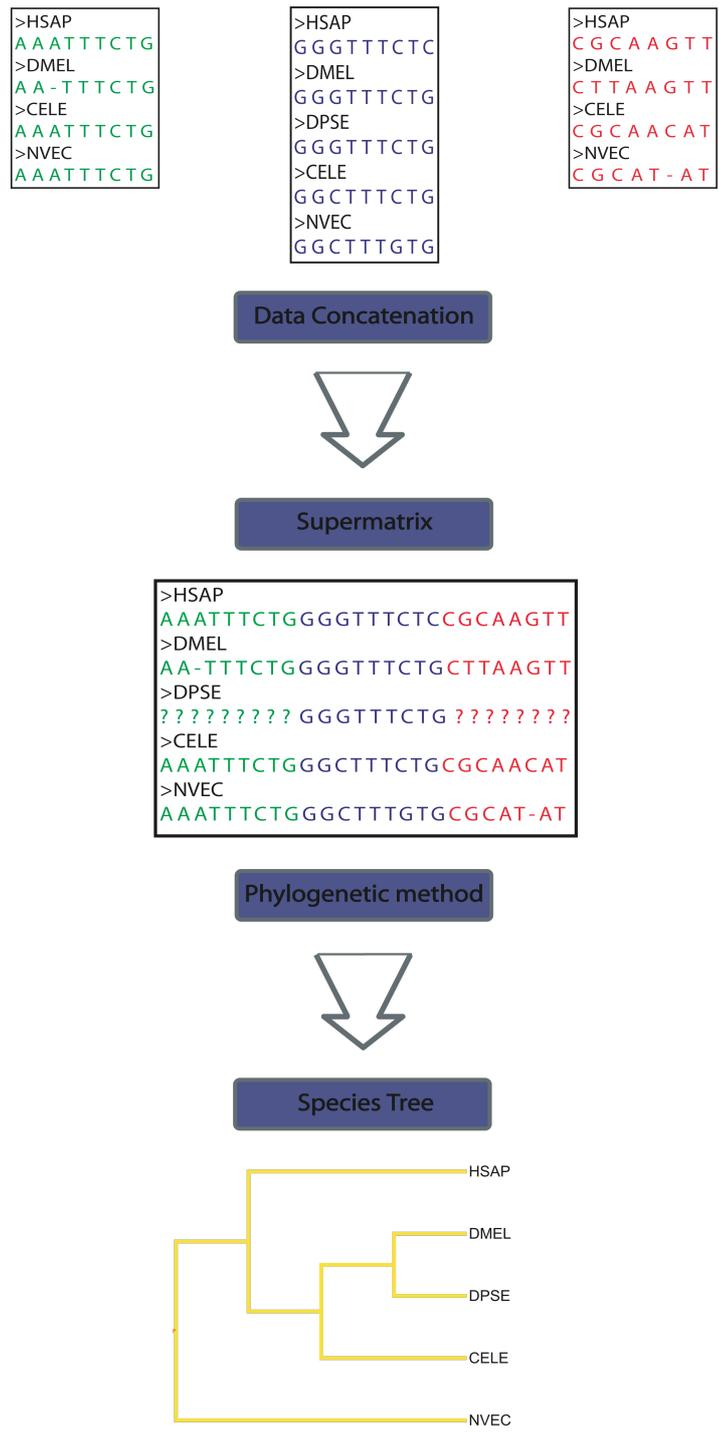 >HSAP
AAATTTCTG
>DMEL
AA-TTTCTG
>CELE
AAATTTCTG
>NVEC
AAATTTCTG
>HSAP
GGGTTTCTC
>DMEL
GGGTTTCTG
>DPSE
GGGTTTCTG
>CELE
GGCTTTCTG
>NVEC
GGCTTTGTG
>HSAP
CGCAAGTT
>DMEL
CTTAAGTT
>CELE
CGCAACAT
>NVEC
CGCAT-AT
Data Concatenation
Supermatrix
>HSAP
AAATTTCTGGGGTTTCTCCGCAAGTT
>DMEL
AA-TTTCTGGGGTTTCTGCTTAAGTT
>DPSE
????????? GGGTTTCTG ????????
>CELE
AAATTTCTGGGCTTTCTGCGCAACAT
>NVEC
AAATTTCTGGGCTTTGTGCGCAT-AT
Phylogenetic method
Species Tree
HSAP
DMEL
DPSE
CELE
NVEC